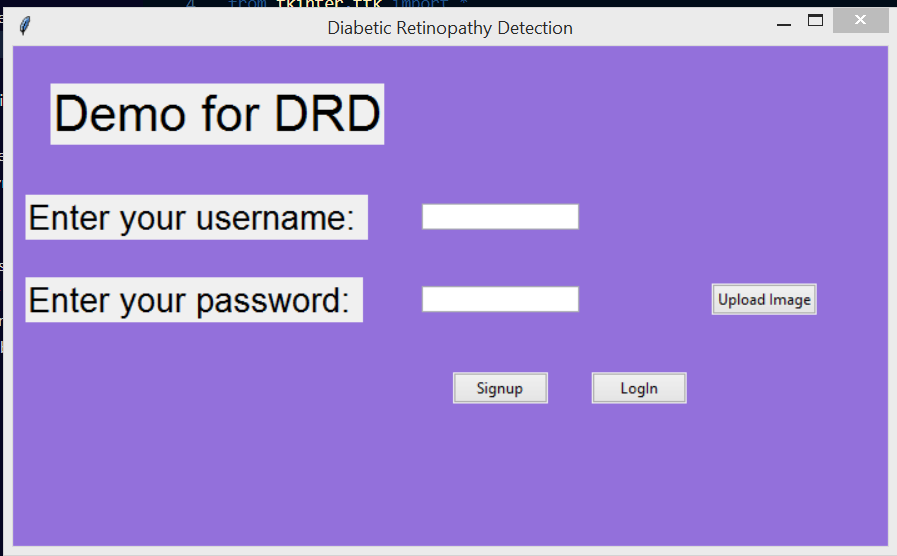 4 from tkinter.ttk import *
Diabetic Retinopathy Detection
Demo for DRD
Enter your username:
Enter your password:
Upload Image
Signup
LogIn